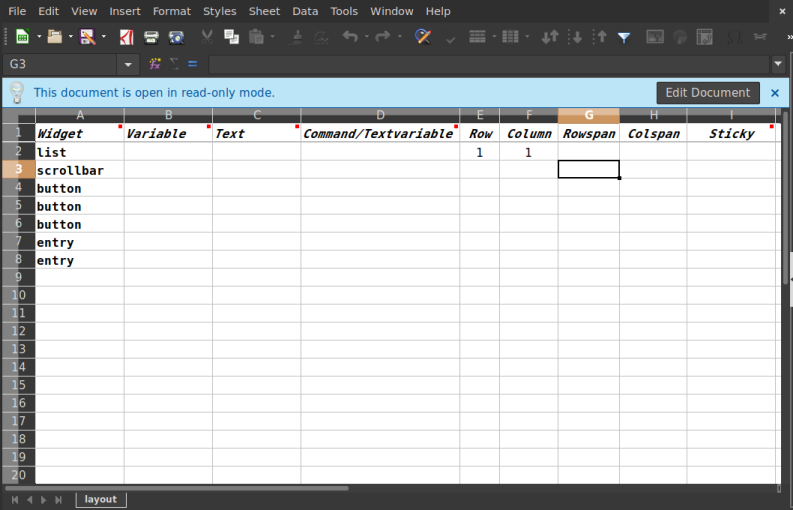 File Edit View Insert Format Styles Sheet Data Tools Window Help
G3
This document is open in read-only mode. Edit Document
A B C D E F G H I
1 Widget Variable Text Command/Textvariable Row Column Rowspan Colspan Sticky
2 list 1 1
3 scrollbar
4 button
5 button
6 button
7 entry
8 entry
9
10
11
12
13
14
15
16
17
18
19
20
layout